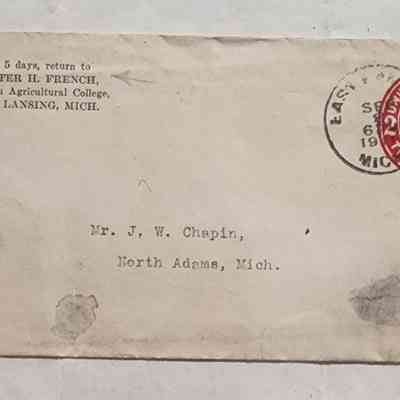 5 days, return to
FER H. FRENCH,
Agricultural College,
LANSING, MICH.
EAST
SE
6
19
MIC
Mr. J. W. Chapin,
North Adams, Mich.